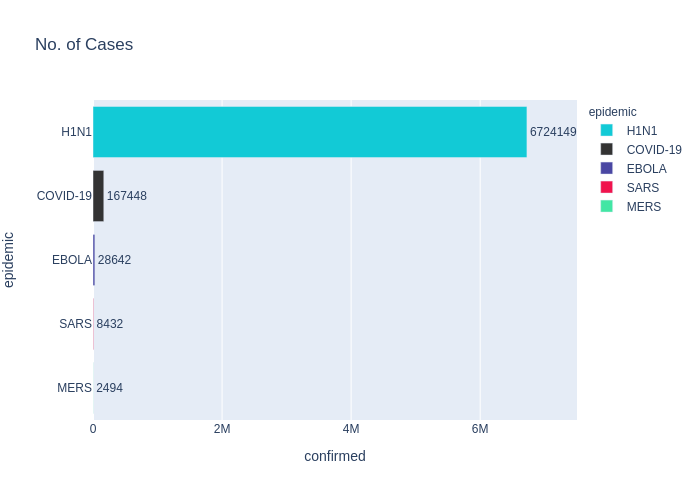 No. of Cases
epidemic
H1N1
6724149
COVID-19
167448
EBOLA
28642
SARS
8432
MERS
2494
0
2M
4M
6M
confirmed
epidemic
H1N1
COVID-19
EBOLA
SARS
MERS